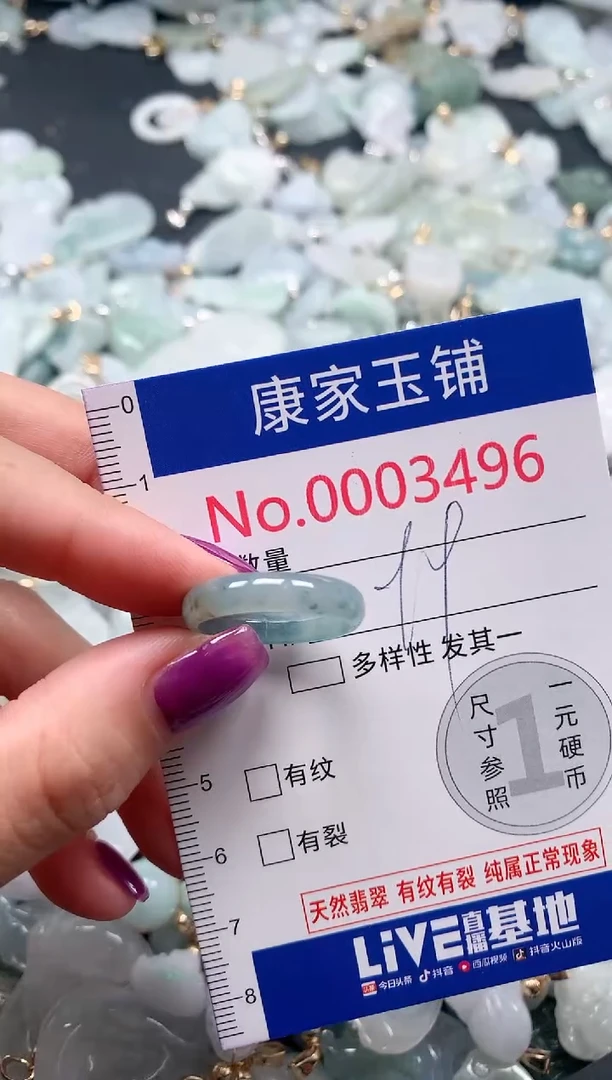 康家玉铺
No.0003496
0
1
数量
多样性 发其一
尺寸参照
1
一元硬币
5
有纹
6
有裂
天然翡翠 有纹有裂 纯属正常现象
7
LiVE直播基地
8
头条 今日头条 抖音 西瓜视频 抖音火山版